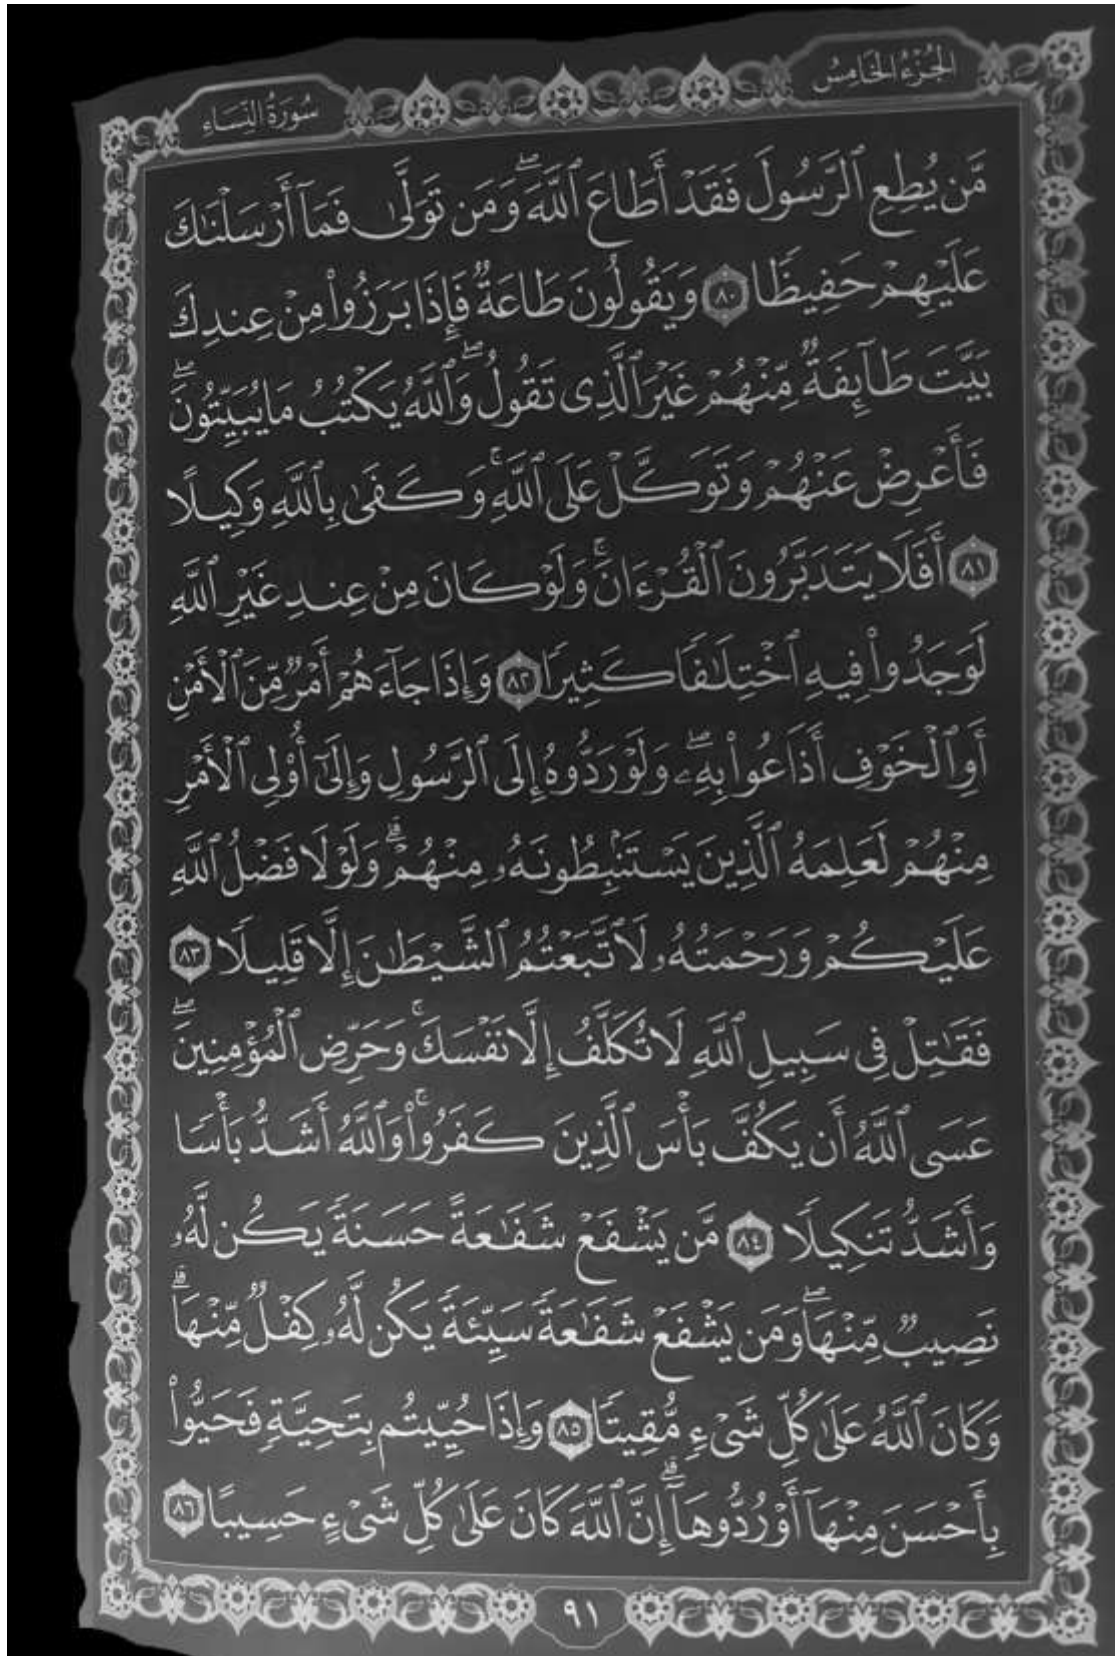 الجُزْءُ الخَامِسُ
سُورَةُ النِّسَاء
مَّن يُطِعِ ٱلرَّسُولَ فَقَدْ أَطَاعَ ٱللَّهَۖ وَمَن تَوَلَّىٰ فَمَآ أَرْسَلْنَٰكَ
عَلَيْهِمْ حَفِيظٗا ٨٠ وَيَقُولُونَ طَاعَةٞ فَإِذَا بَرَزُواْ مِنْ عِندِكَ
بَيَّتَ طَآئِفَةٞ مِّنْهُمْ غَيْرَ ٱلَّذِى تَقُولُۖ وَٱللَّهُ يَكْتُبُ مَا يُبَيِّتُونَۖ
فَأَعْرِضْ عَنْهُمْ وَتَوَكَّلْ عَلَى ٱللَّهِۚ وَكَفَىٰ بِٱللَّهِ وَكِيلًا
٨١ أَفَلَا يَتَدَبَّرُونَ ٱلْقُرْءَانَۚ وَلَوْ كَانَ مِنْ عِندِ غَيْرِ ٱللَّهِ
لَوَجَدُواْ فِيهِ ٱخْتِلَٰفٗا كَثِيرٗا ٨٢ وَإِذَا جَآءَهُمْ أَمْرٞ مِّنَ ٱلْأَمْنِ
أَوِ ٱلْخَوْفِ أَذَاعُواْ بِهِۦۖ وَلَوْ رَدُّوهُ إِلَى ٱلرَّسُولِ وَإِلَىٰٓ أُوْلِى ٱلْأَمْرِ
مِنْهُمْ لَعَلِمَهُ ٱلَّذِينَ يَسْتَنۢبِطُونَهُۥ مِنْهُمْۗ وَلَوْلَا فَضْلُ ٱللَّهِ
عَلَيْكُمْ وَرَحْمَتُهُۥ لَٱتَّبَعْتُمُ ٱلشَّيْطَٰنَ إِلَّا قَلِيلٗا ٨٣
فَقَٰتِلْ فِى سَبِيلِ ٱللَّهِ لَا تُكَلَّفُ إِلَّا نَفْسَكَۚ وَحَرِّضِ ٱلْمُؤْمِنِينَۖ
عَسَى ٱللَّهُ أَن يَكُفَّ بَأْسَ ٱلَّذِينَ كَفَرُواْۚ وَٱللَّهُ أَشَدُّ بَأْسٗا
وَأَشَدُّ تَنكِيلٗا ٨٤ مَّن يَشْفَعْ شَفَٰعَةً حَسَنَةٗ يَكُن لَّهُۥ
نَصِيبٞ مِّنْهَاۖ وَمَن يَشْفَعْ شَفَٰعَةٗ سَيِّئَةٗ يَكُن لَّهُۥ كِفْلٞ مِّنْهَاۗ
وَكَانَ ٱللَّهُ عَلَىٰ كُلِّ شَىْءٖ مُّقِيتٗا ٨٥ وَإِذَا حُيِّيتُم بِتَحِيَّةٖ فَحَيُّواْ
بِأَحْسَنَ مِنْهَآ أَوْ رُدُّوهَآۗ إِنَّ ٱللَّهَ كَانَ عَلَىٰ كُلِّ شَىْءٍ حَسِيبًا ٨٦
٩١